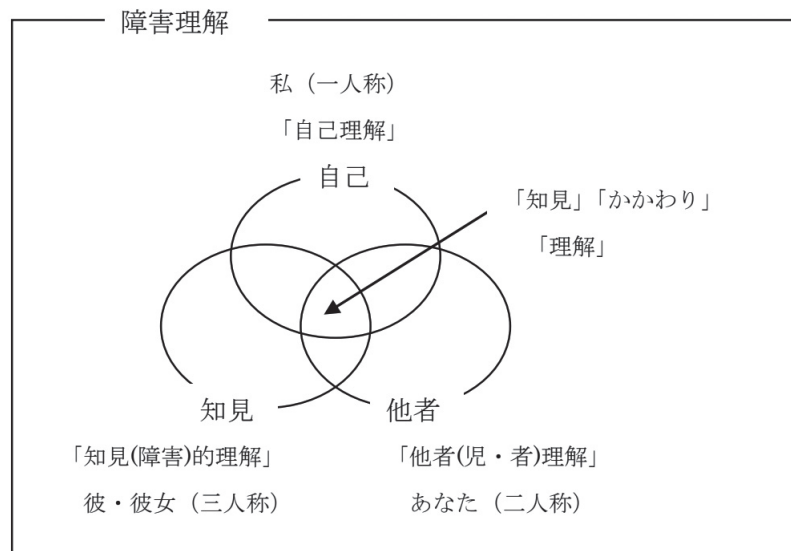 障害理解
私（一人称）
「自己理解」
自己
「知見」「かかわり」
「理解」
知見
他者
「知見(障害)的理解」
「他者(児・者)理解」
彼・彼女（三人称）
あなた（二人称）